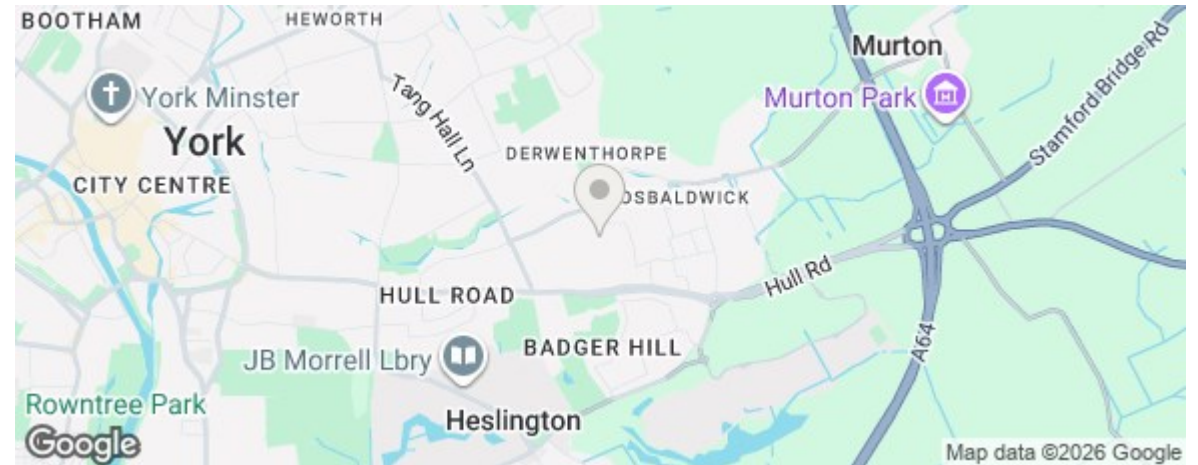 BOOTHAM
HEWORTH
Murton
York Minster
Tang Hall Ln
Murton Park
Stamford Bridge Rd
York
DERWENTHORPE
CITY CENTRE
OSBALDWICK
Hull Rd
HULL ROAD
A64
JB Morrell Lbry
BADGER HILL
Rowntree Park
Heslington
Google
Map data ©2026 Google